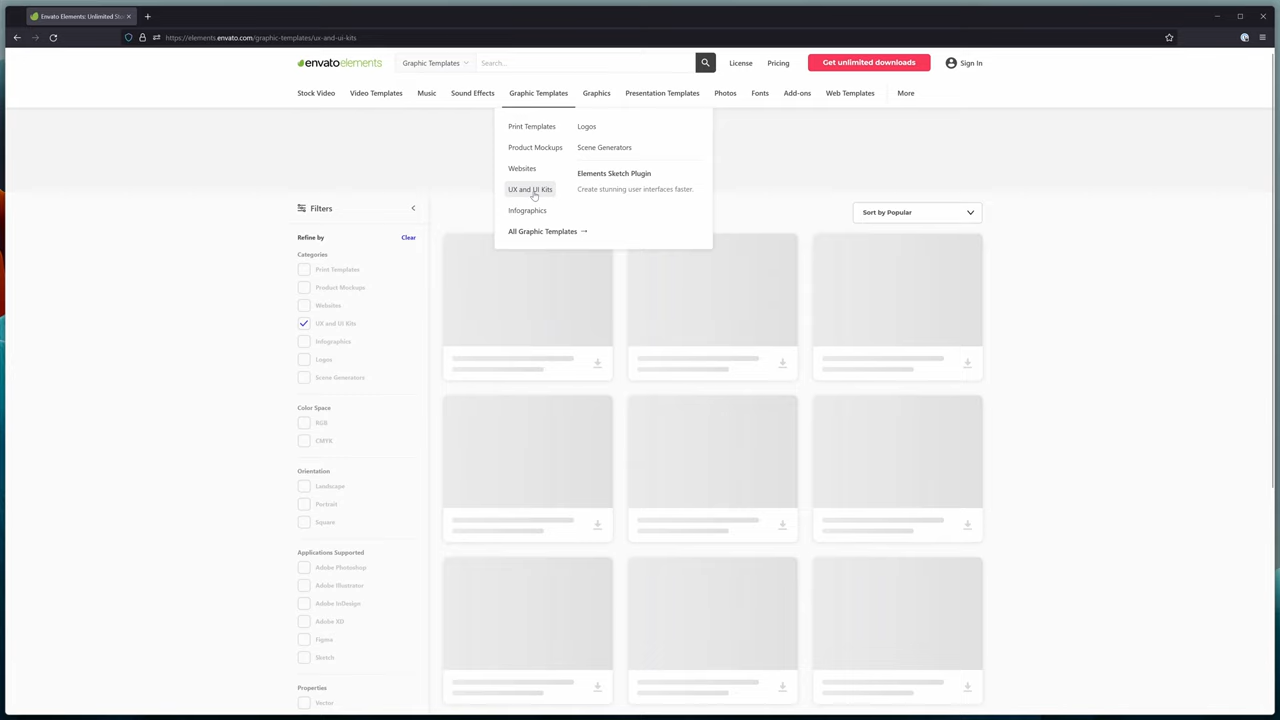 Envato Elements: Unlimited Sto
https://elements.envato.com/graphic-templates/ux-and-ui-kits
envatoelements
Graphic Templates
Search...
License
Pricing
Get unlimited downloads
Sign In
Stock Video
Video Templates
Music
Sound Effects
Graphic Templates
Graphics
Presentation Templates
Photos
Fonts
Add-ons
Web Templates
More
Print Templates
Logos
Product Mockups
Scene Generators
Websites
Elements Sketch Plugin
UX and UI Kits
Create stunning user interfaces faster.
Infographics
All Graphic Templates →
Filters
Sort by Popular
Refine by
Clear
Categories
Print Templates
Product Mockups
Websites
UX and UI Kits
Infographics
Logos
Scene Generators
Color Space
RGB
CMYK
Orientation
Landscape
Portrait
Square
Applications Supported
Adobe Photoshop
Adobe Illustrator
Adobe InDesign
Adobe XD
Figma
Sketch
Properties
Vector